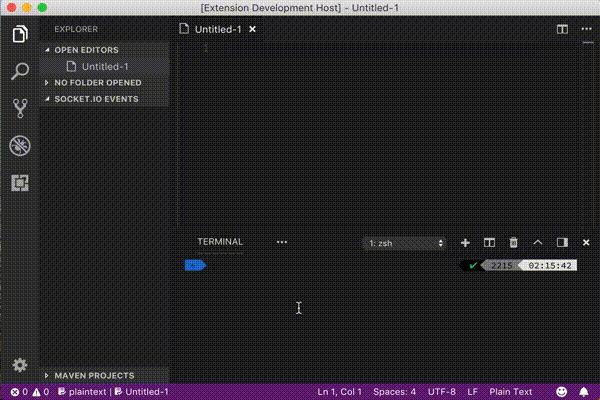 [Extension Development Host] - Untitled-1
EXPLORER
Untitled-1
OPEN EDITORS
Untitled-1
NO FOLDER OPENED
SOCKET.IO EVENTS
1
TERMINAL
1: zsh
~
2215
02:15:42
MAVEN PROJECTS
0 0 plaintext | Untitled-1 Ln 1, Col 1 Spaces: 4 UTF-8 LF Plain Text